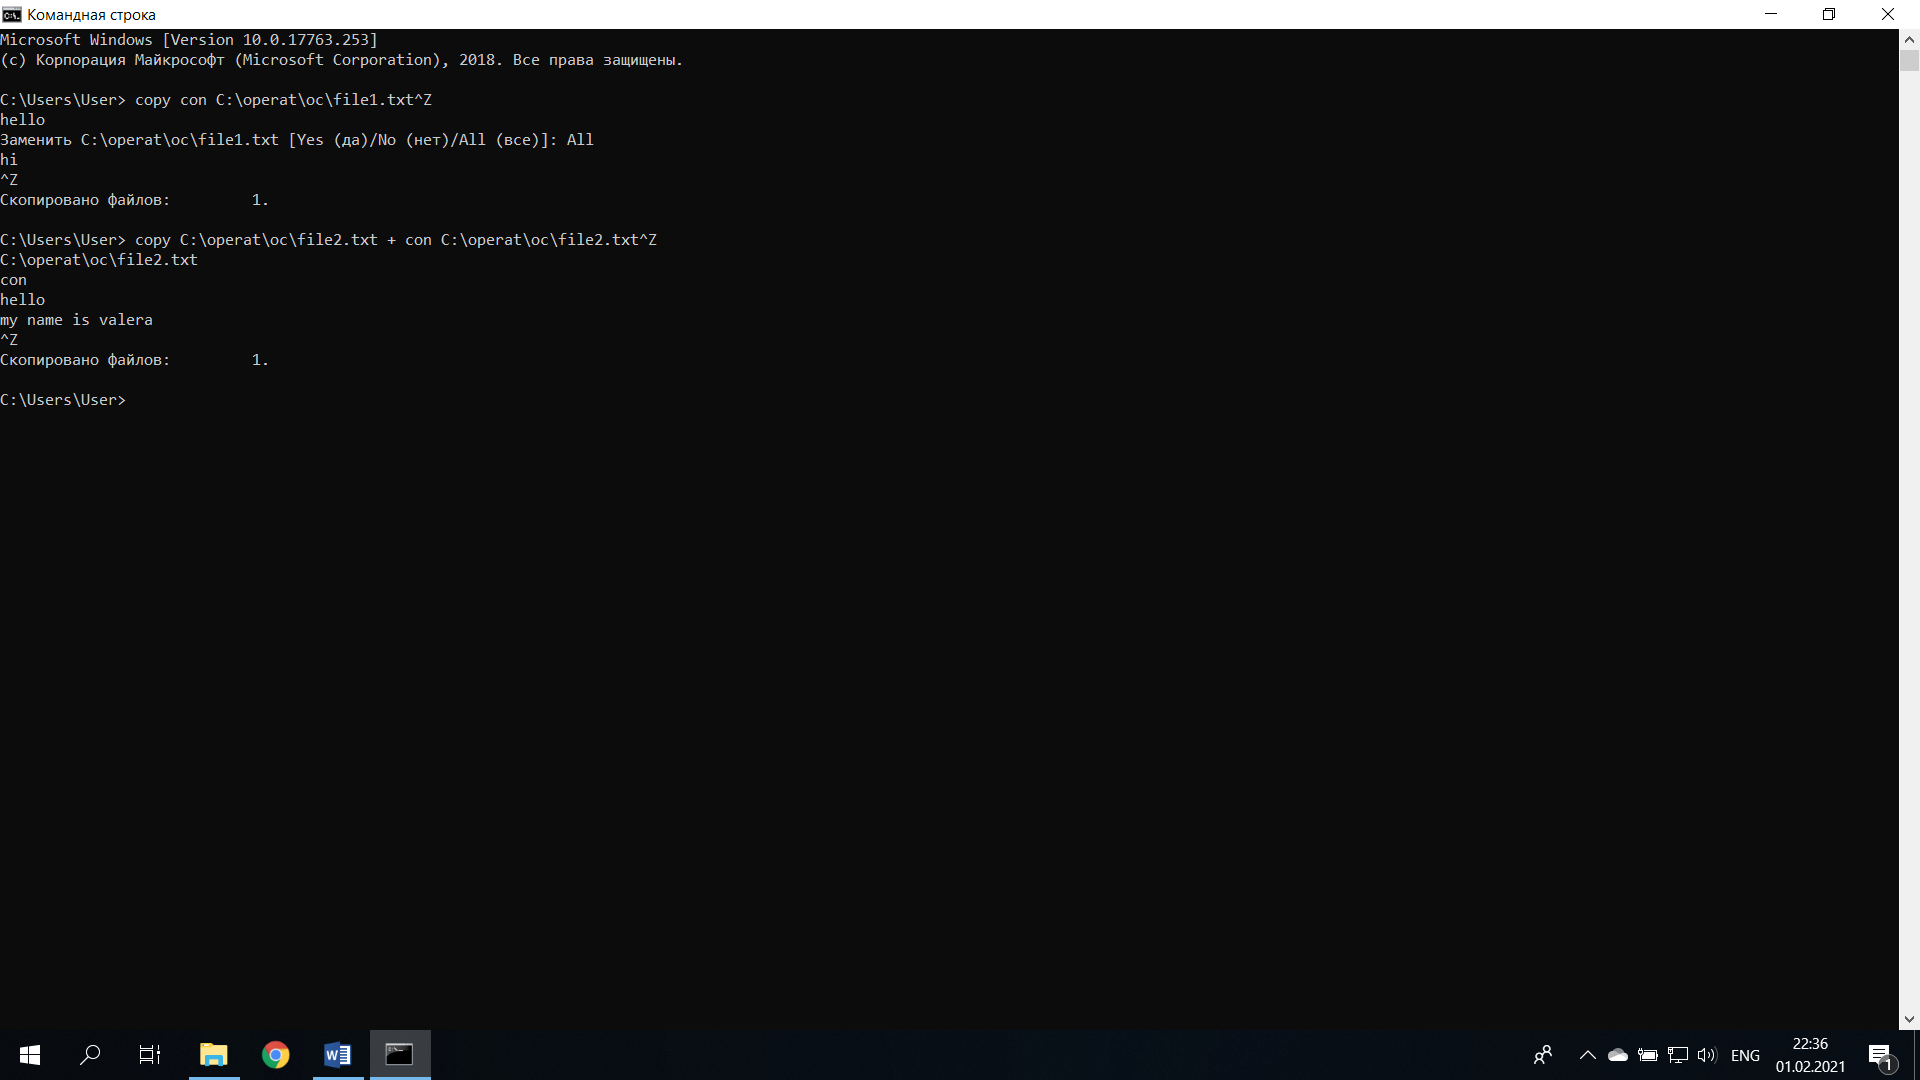 Командная строка
Microsoft Windows [Version 10.0.17763.253]
(c) Корпорация Майкрософт (Microsoft Corporation), 2018. Все права защищены.
C:\Users\User> copy con C:\operat\oc\file1.txt^Z
hello
Заменить C:\operat\oc\file1.txt [Yes (да)/No (нет)/All (все)]: All
hi
^Z
Скопировано файлов:         1.
C:\Users\User> copy C:\operat\oc\file2.txt + con C:\operat\oc\file2.txt^Z
C:\operat\oc\file2.txt
con
hello
my name is valera
^Z
Скопировано файлов:         1.
C:\Users\User>
ENG
22:36
01.02.2021
1